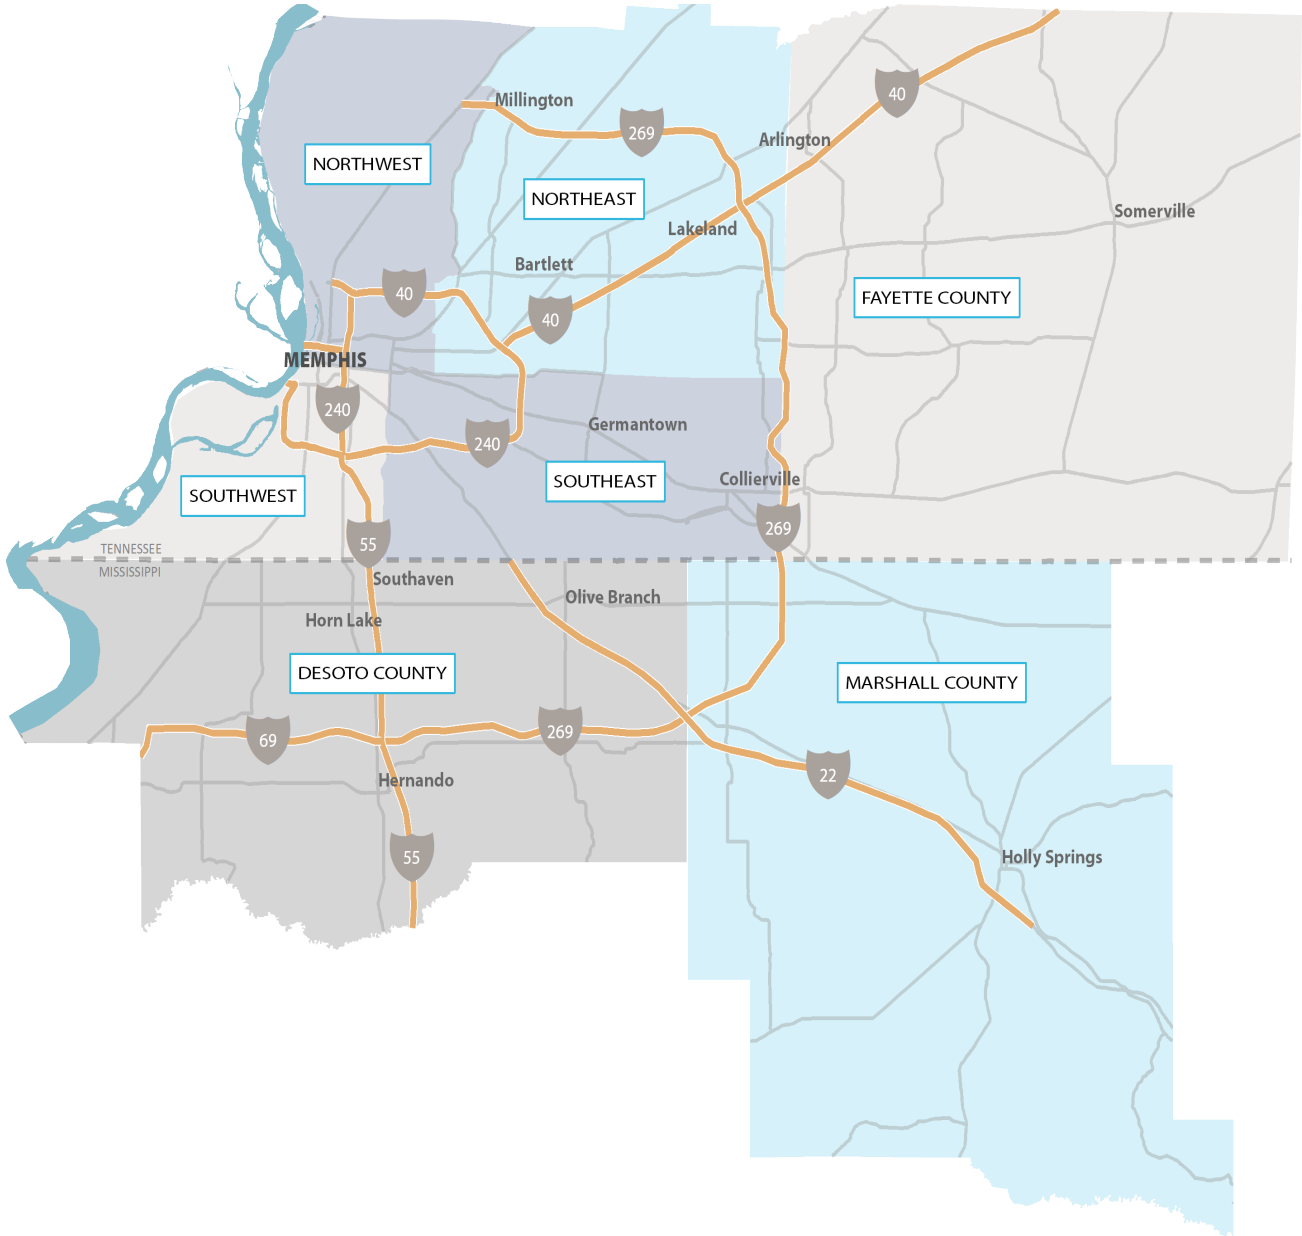 40
Millington
269
Arlington
NORTHWEST
NORTHEAST
Somerville
Lakeland
Bartlett
40
FAYETTE COUNTY
40
MEMPHIS
240
Germantown
240
Collierville
SOUTHEAST
SOUTHWEST
269
55
TENNESSEE
MISSISSIPPI
Southaven
Olive Branch
Horn Lake
DESOTO COUNTY
MARSHALL COUNTY
69
269
22
Hernando
55
Holly Springs